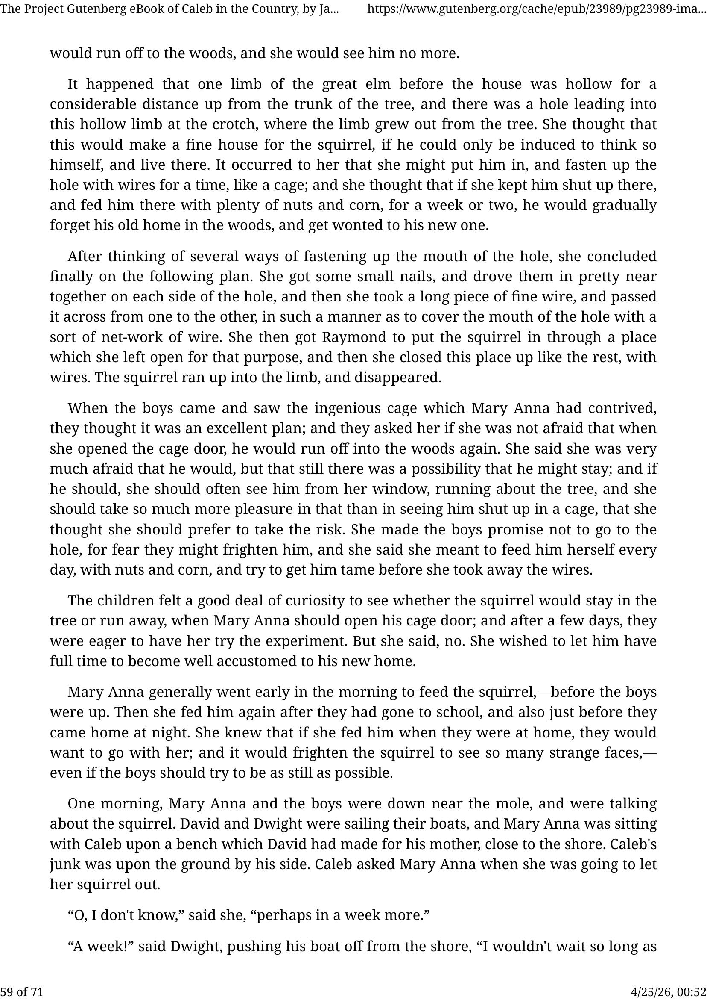 The Project Gutenberg eBook of Caleb in the Country, by Ja... https://www.gutenberg.org/cache/epub/23989/pg23989-ima...
would run off to the woods, and she would see him no more.
It happened that one limb of the great elm before the house was hollow for a
considerable distance up from the trunk of the tree, and there was a hole leading into
this hollow limb at the crotch, where the limb grew out from the tree. She thought that
this would make a fine house for the squirrel, if he could only be induced to think so
himself, and live there. It occurred to her that she might put him in, and fasten up the
hole with wires for a time, like a cage; and she thought that if she kept him shut up there,
and fed him there with plenty of nuts and corn, for a week or two, he would gradually
forget his old home in the woods, and get wonted to his new one.
After thinking of several ways of fastening up the mouth of the hole, she concluded
finally on the following plan. She got some small nails, and drove them in pretty near
together on each side of the hole, and then she took a long piece of fine wire, and passed
it across from one to the other, in such a manner as to cover the mouth of the hole with a
sort of net-work of wire. She then got Raymond to put the squirrel in through a place
which she left open for that purpose, and then she closed this place up like the rest, with
wires. The squirrel ran up into the limb, and disappeared.
When the boys came and saw the ingenious cage which Mary Anna had contrived,
they thought it was an excellent plan; and they asked her if she was not afraid that when
she opened the cage door, he would run off into the woods again. She said she was very
much afraid that he would, but that still there was a possibility that he might stay; and if
he should, she should often see him from her window, running about the tree, and she
should take so much more pleasure in that than in seeing him shut up in a cage, that she
thought she should prefer to take the risk. She made the boys promise not to go to the
hole, for fear they might frighten him, and she said she meant to feed him herself every
day, with nuts and corn, and try to get him tame before she took away the wires.
The children felt a good deal of curiosity to see whether the squirrel would stay in the
tree or run away, when Mary Anna should open his cage door; and after a few days, they
were eager to have her try the experiment. But she said, no. She wished to let him have
full time to become well accustomed to his new home.
Mary Anna generally went early in the morning to feed the squirrel,—before the boys
were up. Then she fed him again after they had gone to school, and also just before they
came home at night. She knew that if she fed him when they were at home, they would
want to go with her; and it would frighten the squirrel to see so many strange faces,—
even if the boys should try to be as still as possible.
One morning, Mary Anna and the boys were down near the mole, and were talking
about the squirrel. David and Dwight were sailing their boats, and Mary Anna was sitting
with Caleb upon a bench which David had made for his mother, close to the shore. Caleb's
junk was upon the ground by his side. Caleb asked Mary Anna when she was going to let
her squirrel out.
“O, I don't know,” said she, “perhaps in a week more.”
“A week!” said Dwight, pushing his boat off from the shore, “I wouldn't wait so long as
59 of 71 4/25/26, 00:52